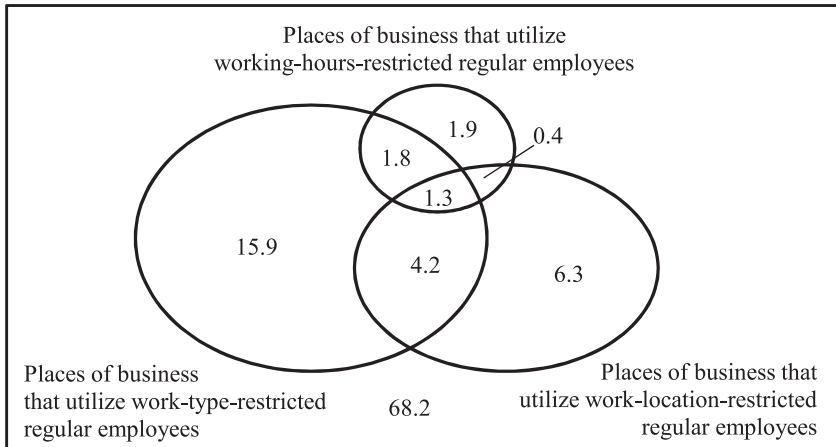 Places of business that utilize
working-hours-restricted regular employees
1.9
0.4
1.8
1.3
15.9
4.2
6.3
Places of business
that utilize work-type-restricted
regular employees
68.2
Places of business that
utilize work-location-restricted
regular employees